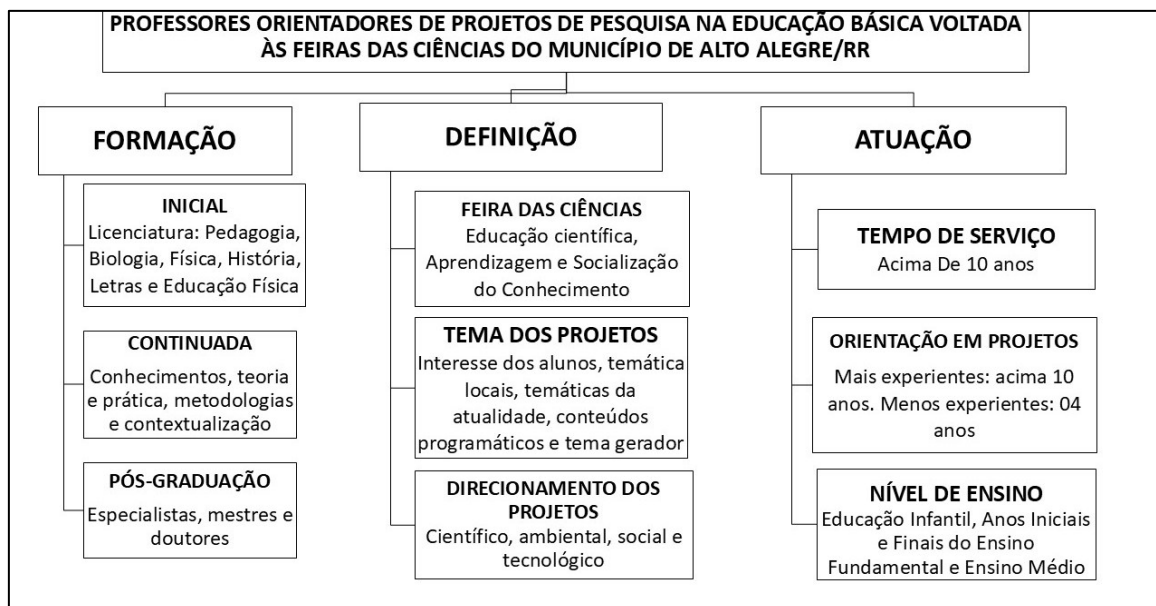 PROFESSORES ORIENTADORES DE PROJETOS DE PESQUISA NA EDUCAÇÃO BÁSICA VOLTADA
ÀS FEIRAS DAS CIÊNCIAS DO MUNICÍPIO DE ALTO ALEGRE/RR
FORMAÇÃO
INICIAL
Licenciatura: Pedagogia,
Biologia, Física, História,
Letras e Educação Física
CONTINUADA
Conhecimentos, teoria
e prática, metodologias
e contextualização
PÓS-GRADUAÇÃO
Especialistas, mestres e
doutores
DEFINIÇÃO
FEIRA DAS CIÊNCIAS
Educação científica,
Aprendizagem e Socialização
do Conhecimento
TEMA DOS PROJETOS
Interesse dos alunos, temática
locais, temáticas da
atualidade, conteúdos
programáticos e tema gerador
DIRECIONAMENTO DOS
PROJETOS
Científico, ambiental, social e
tecnológico
ATUAÇÃO
TEMPO DE SERVIÇO
Acima De 10 anos
ORIENTAÇÃO EM PROJETOS
Mais experientes: acima 10
anos. Menos experientes: 04
anos
NÍVEL DE ENSINO
Educação Infantil, Anos Iniciais
e Finais do Ensino
Fundamental e Ensino Médio